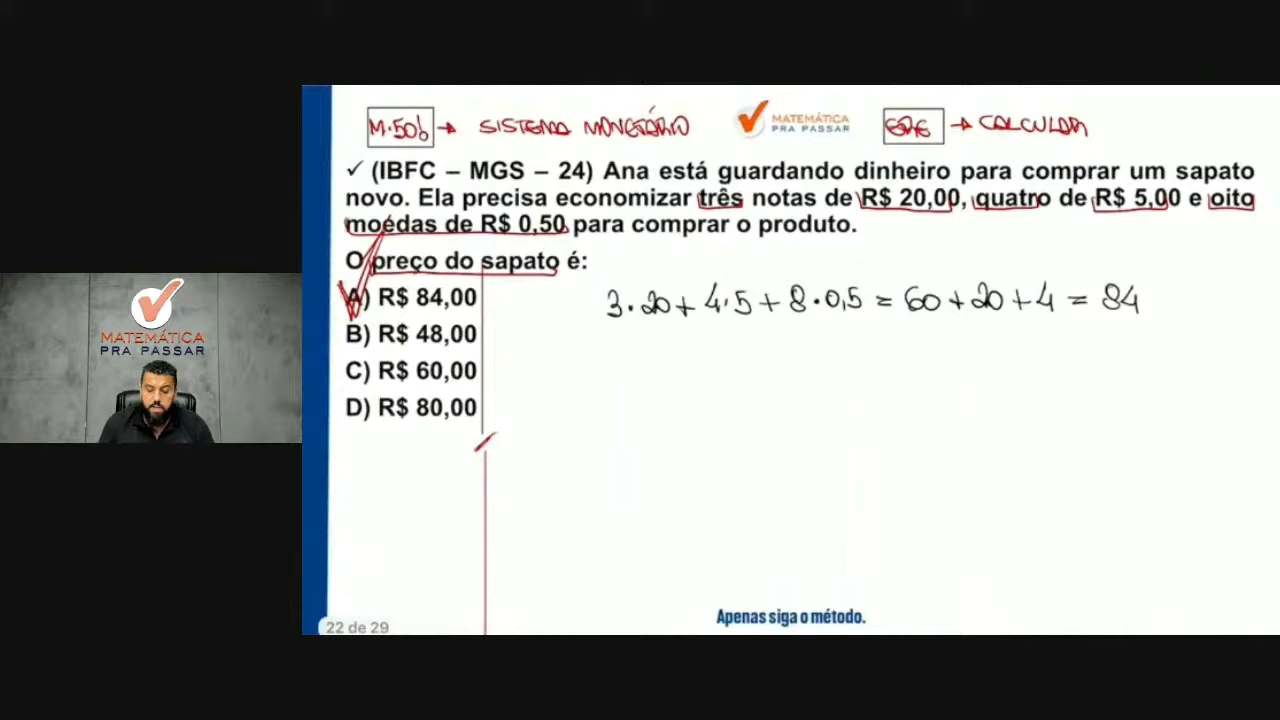 M.50% → SISTEMA MONETÁRIO
MATEMÁTICA
PRA PASSAR
→ CALCULAR
✓ (IBFC – MGS – 24) Ana está guardando dinheiro para comprar um sapato
novo. Ela precisa economizar três notas de R$ 20,00, quatro de R$ 5,00 e oito
moedas de R$ 0,50 para comprar o produto.
O preço do sapato é:
A) R$ 84,00
3·20+4·5+8·0,5=60+20+4=84
B) R$ 48,00
C) R$ 60,00
D) R$ 80,00
MATEMÁTICA
PRA PASSAR
Apenas siga o método.
22 de 29